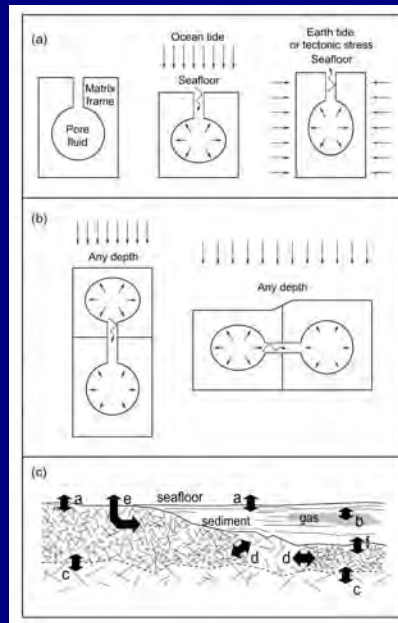 (a)
Matrix
frame
Pore
fluid
Ocean tide
Seafloor
Earth tide
or tectonic stress
Seafloor
(b)
Any depth
Any depth
(c)
a
e
seafloor
a
sediment
gas
b
f
d
d
c
c